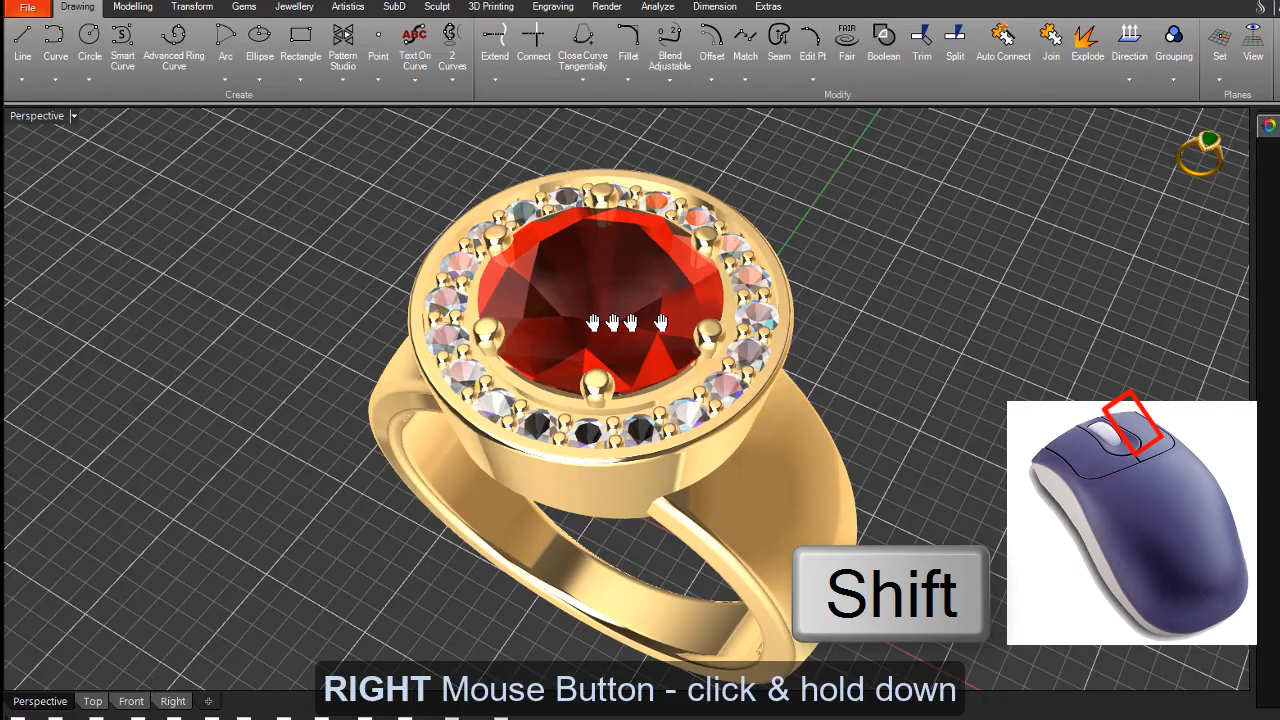 File Drawing Modelling Transform Gems Jewellery Artists SubD Sculpt 3D Printing Engraving Render Analyze Dimension Extras
ABC
Line Curve Circle Smart Curve Advanced Ring Curve Arc Ellipse Rectangle Pattern Studio Point Text On Curve 2 Curves Extend Connect Close Curve Tangentially Fillet Blend Adjustable Offset Match Seam Edit Pt FAIR Fair Boolean Trim Split Auto Connect Join Explode Direction Grouping Set View
Create Modify Planes
Perspective
Shift
RIGHT Mouse Button - click & hold down
Perspective Top Front Right